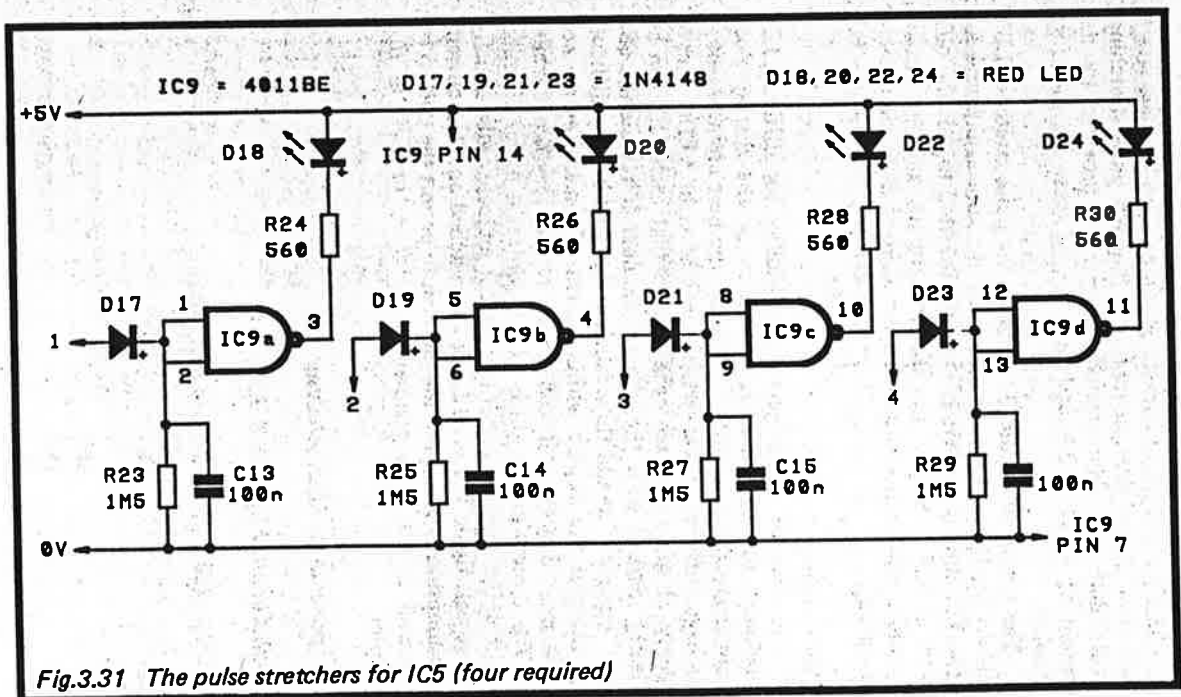 IC9 = 4011BE D17,19,21,23 = 1N4148 D18,20,22,24 = RED LED
+5V
D18 IC9 PIN 14 D20 D22 D24
+ + + +
R24 R26 R28 R30
560 560 560 560
D17 1 D19 5 D21 8 D23 12
1 + IC9a 3 + IC9b 4 + IC9c 10 + IC9d 11
2 6 9 13
2 3 4
R23 C13 R25 C14 R27 C15 R29
1M5 100n 1M5 100n 1M5 100n 1M5 100n
0V IC9
PIN 7
Fig.3.31 The pulse stretchers for IC5 (four required)